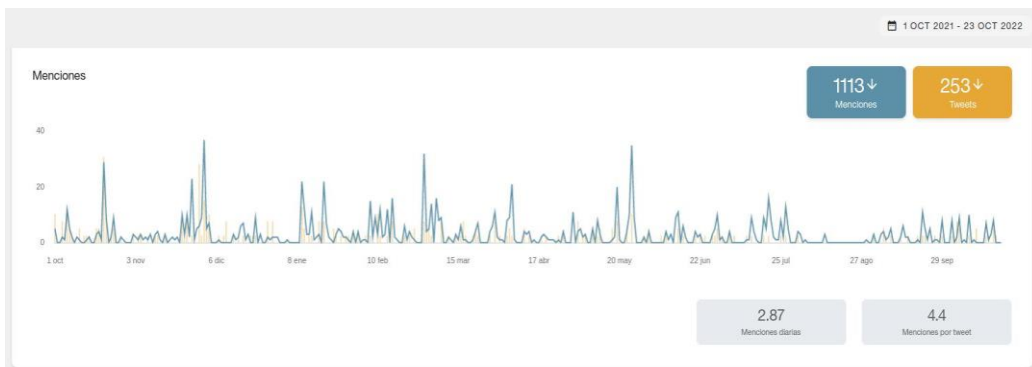 1 OCT 2021 - 23 OCT 2022
Menciones
1113↓
Menciones
253↓
Tweets
40
20
0
1 oct
3 nov
6 dic
8 ene
10 feb
15 mar
17 abr
20 may
22 jun
25 jul
27 ago
29 sep
2.87
Menciones diarias
4.4
Menciones por tweet